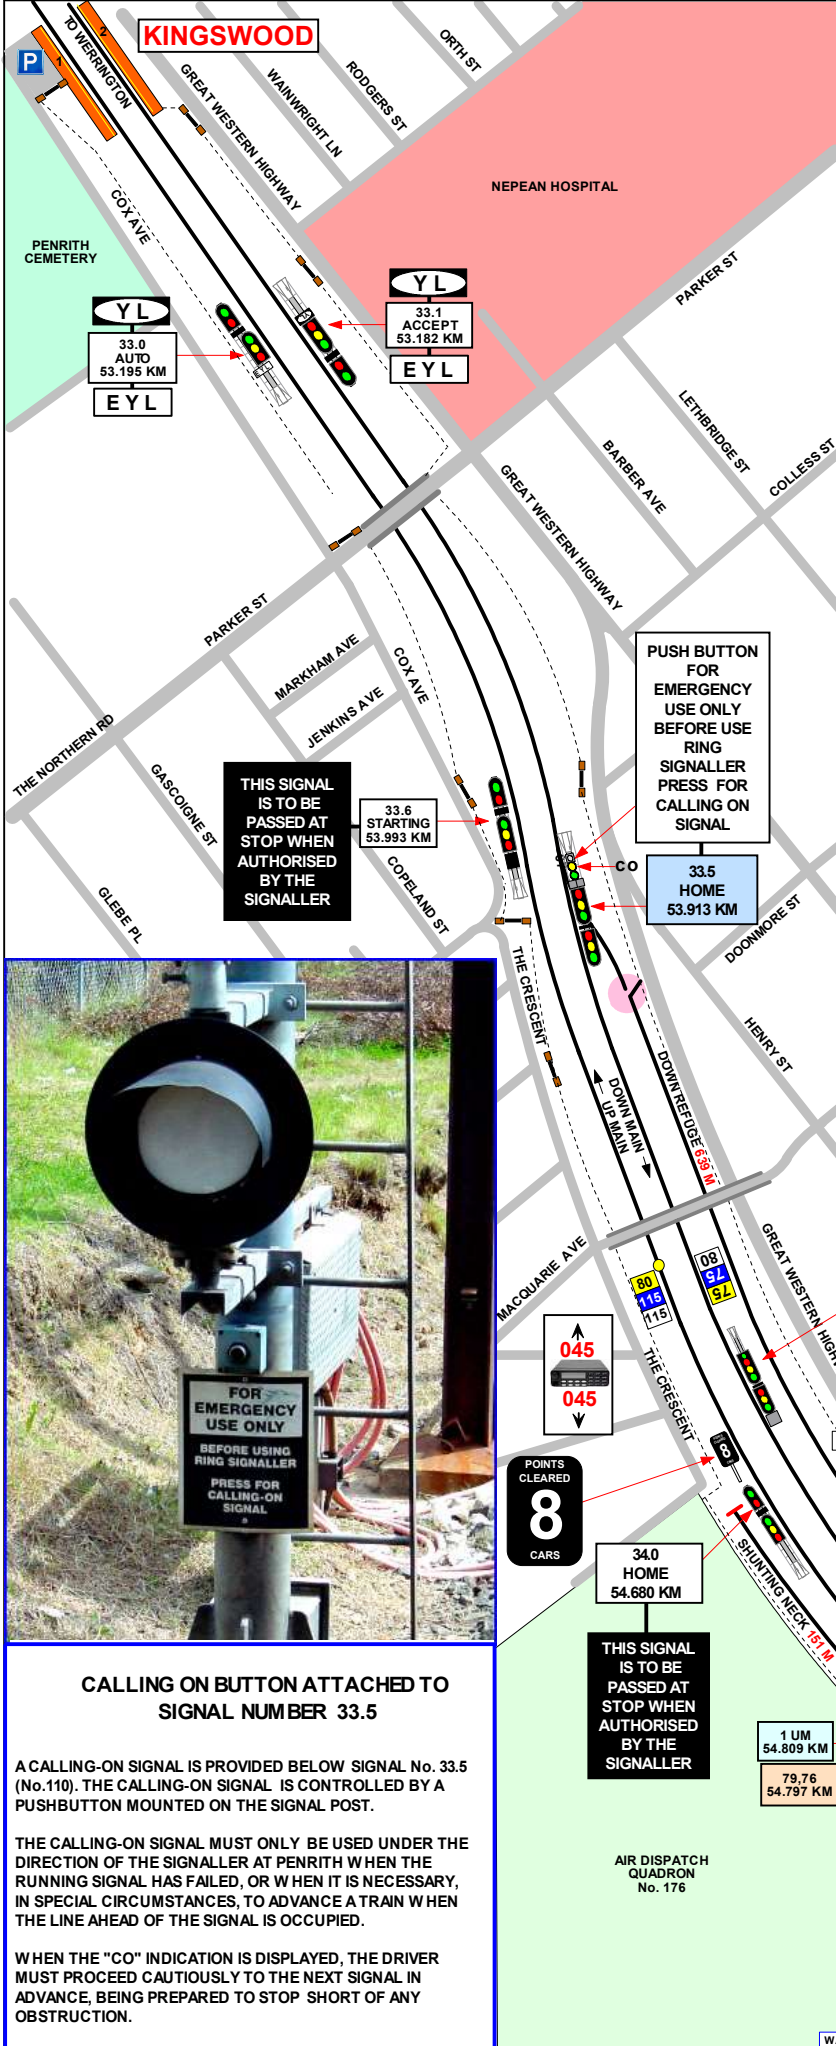 KINGSWOOD
P
1
2
TO WERRINGTON
GREAT WESTERN HIGHWAY
WAINWRIGHT LN
RODGERS ST
ORTH ST
NEPEAN HOSPITAL
COX AVE
PENRITH
CEMETERY
PARKER ST
Y L
33.0
AUTO
53.195 KM
E Y L
Y L
33.1
ACCEPT
53.182 KM
E Y L
LETHBRIDGE ST
BARBER AVE
COLLESS ST
GREAT WESTERN HIGHWAY
PARKER ST
MARKHAM AVE
COX AVE
JENKINS AVE
THE NORTHERN RD
GASCOIGNE ST
COPELAND ST
GLEBE PL
PUSH BUTTON
FOR
EMERGENCY
USE ONLY
BEFORE USE
RING
SIGNALLER
PRESS FOR
CALLING ON
SIGNAL
THIS SIGNAL
IS TO BE
PASSED AT
STOP WHEN
AUTHORISED
BY THE
SIGNALLER
33.6
STARTING
53.993 KM
CO
33.5
HOME
53.913 KM
DOONMORE ST
HENRY ST
THE CRESCENT
DOWN MAIN
UP MAIN
DOWN REFUGE 639 M
MACQUARIE AVE
GREAT WESTERN HIGHW
80
115
115
80
75
75
045
045
THE CRESCENT
8
POINTS
CLEARED
8
CARS
34.0
HOME
54.680 KM
SHUNTING NECK 151 M
THIS SIGNAL
IS TO BE
PASSED AT
STOP WHEN
AUTHORISED
BY THE
SIGNALLER
1 UM
54.809 KM
79,76
54.797 KM
AIR DISPATCH
QUADRON
No. 176
W
FOR
EMERGENCY
USE ONLY
BEFORE USING
RING SIGNALLER
PRESS FOR
CALLING-ON
SIGNAL
CALLING ON BUTTON ATTACHED TO
SIGNAL NUMBER 33.5
A CALLING-ON SIGNAL IS PROVIDED BELOW SIGNAL No. 33.5
(No.110). THE CALLING-ON SIGNAL IS CONTROLLED BY A
PUSHBUTTON MOUNTED ON THE SIGNAL POST.
THE CALLING-ON SIGNAL MUST ONLY BE USED UNDER THE
DIRECTION OF THE SIGNALLER AT PENRITH WHEN THE
RUNNING SIGNAL HAS FAILED, OR WHEN IT IS NECESSARY,
IN SPECIAL CIRCUMSTANCES, TO ADVANCE A TRAIN WHEN
THE LINE AHEAD OF THE SIGNAL IS OCCUPIED.
WHEN THE "CO" INDICATION IS DISPLAYED, THE DRIVER
MUST PROCEED CAUTIOUSLY TO THE NEXT SIGNAL IN
ADVANCE, BEING PREPARED TO STOP SHORT OF ANY
OBSTRUCTION.